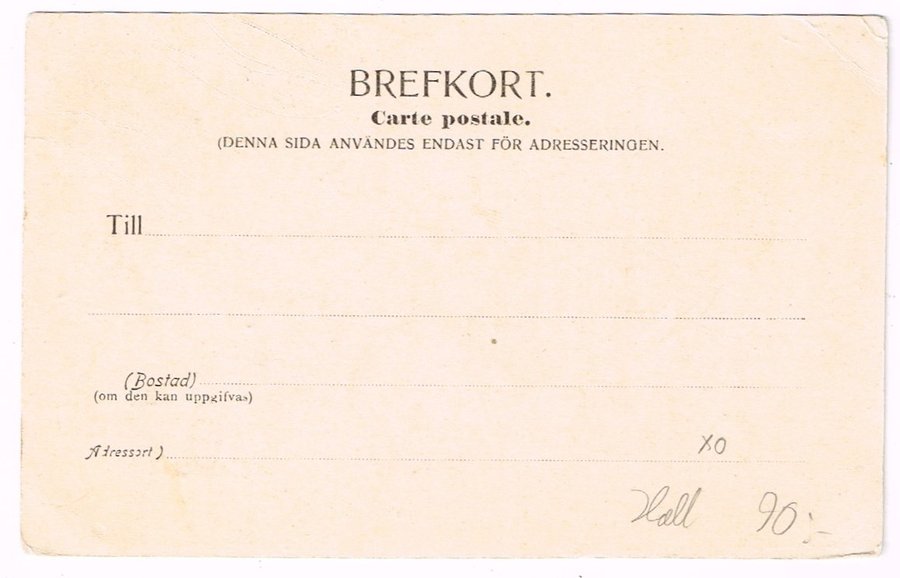 BREFKORT.
Carte postale.
(DENNA SIDA ANVÄNDES ENDAST FÖR ADRESSERINGEN.
Till
(Bostad)
(om den kan uppgifvas)
Adressort)
XO
Hall 90:-